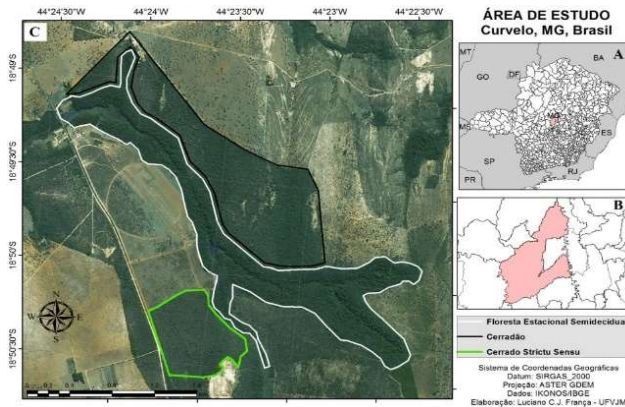 44°24'30"W 44°24'W 44°23'30"W 44°22'30"W
C
18°49'S
18°49'30"S
18°50'S
18°50'30"S
N
W E
S
ÁREA DE ESTUDO
Curvelo, MG, Brasil
A
MT
GO
DF
BA
MG
MS
ES
SP
RJ
PR
B
Floresta Estacional Semidecidual
Cerradão
Cerrado Strictu Sensu
Sistema de Coordenadas Geográficas
Datum: SIRGAS_2000
Projeção: ASTER GDEM
Dados: IKONOS/IBGE
Elaboração: Luciano C.J. França - UFVJM